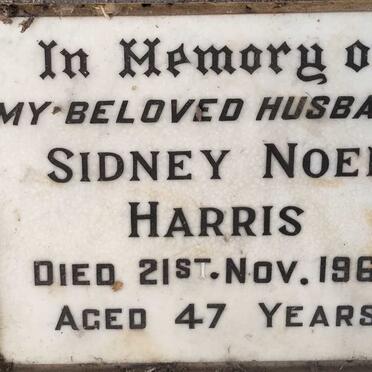 In Memory o
MY BELOVED HUSBA
SIDNEY NOE
HARRIS
DIED 21ST. NOV. 196
AGED 47 YEARS